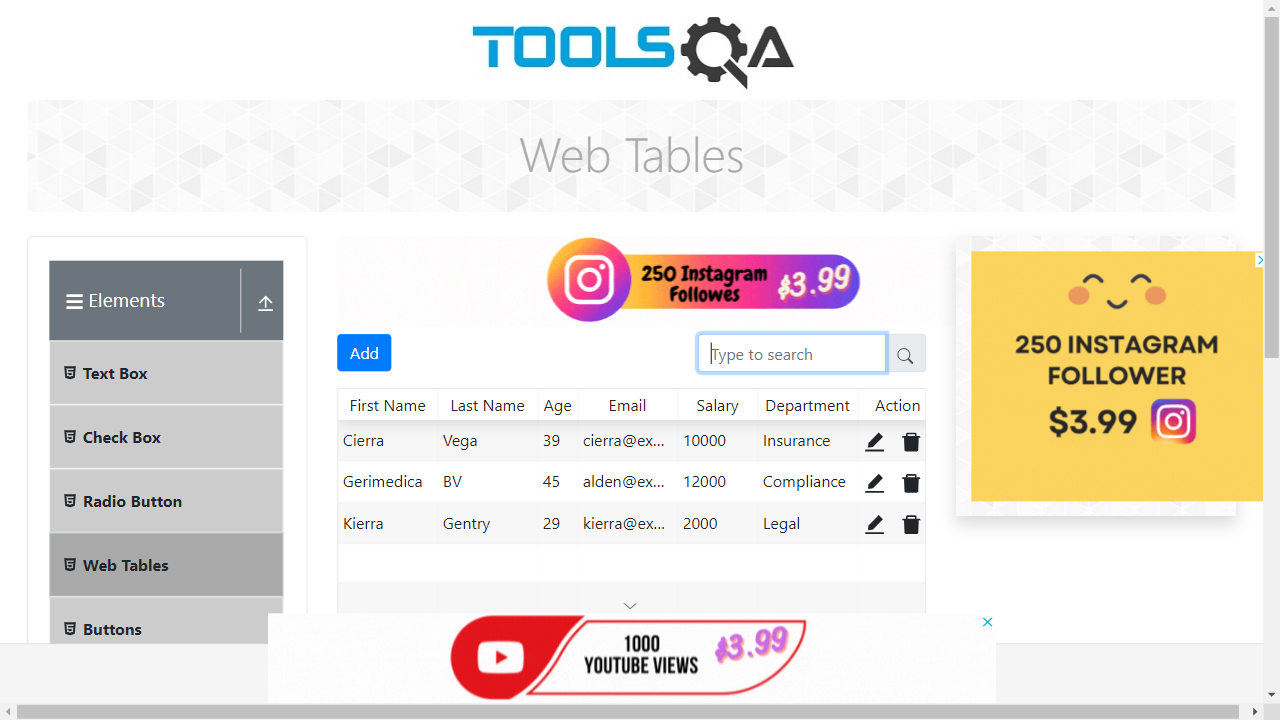 TOOLSQA
Web Tables
Elements
Text Box
Check Box
Radio Button
Web Tables
Buttons
250 Instagram
Followes
$3.99
Add
Type to search
First Name Last Name Age Email Salary Department Action
Cierra Vega 39 cierra@ex... 10000 Insurance
Gerimedica BV 45 alden@ex... 12000 Compliance
Kierra Gentry 29 kierra@ex... 2000 Legal
250 INSTAGRAM
FOLLOWER
$3.99
1000
YOUTUBE VIEWS
$3.99